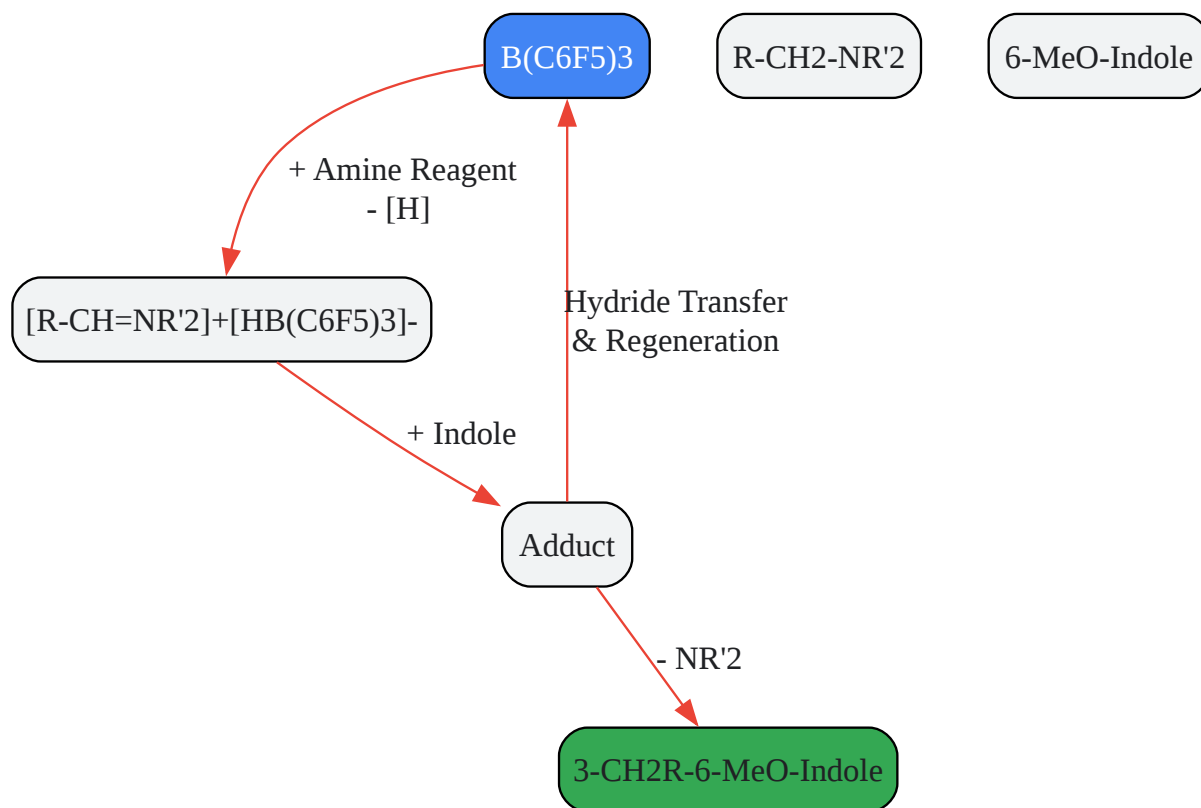 B(C6F5)3
R-CH2-NR'2
6-MeO-Indole
+ Amine Reagent
- [H]
[R-CH=NR'2]+[HB(C6F5)3]-
Hydride Transfer
& Regeneration
+ Indole
Adduct
- NR'2
3-CH2R-6-MeO-Indole